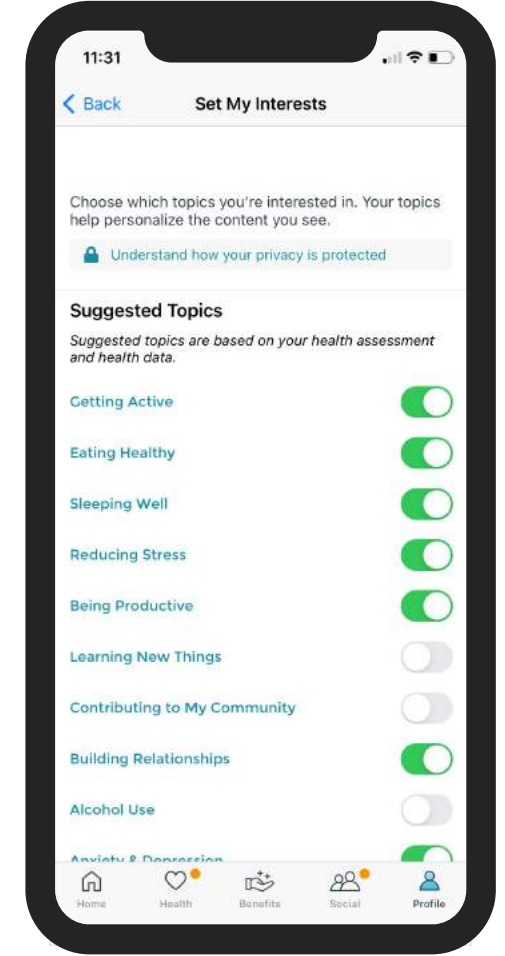 11:31
Back
Set My Interests
Choose which topics you're interested in. Your topics
help personalize the content you see.
Understand how your privacy is protected
Suggested Topics
Suggested topics are based on your health assessment
and health data.
Getting Active
Eating Healthy
Sleeping Well
Reducing Stress
Being Productive
Learning New Things
Contributing to My Community
Building Relationships
Alcohol Use
Anxiety & Depression
Home
Health
Benefits
Social
Profile